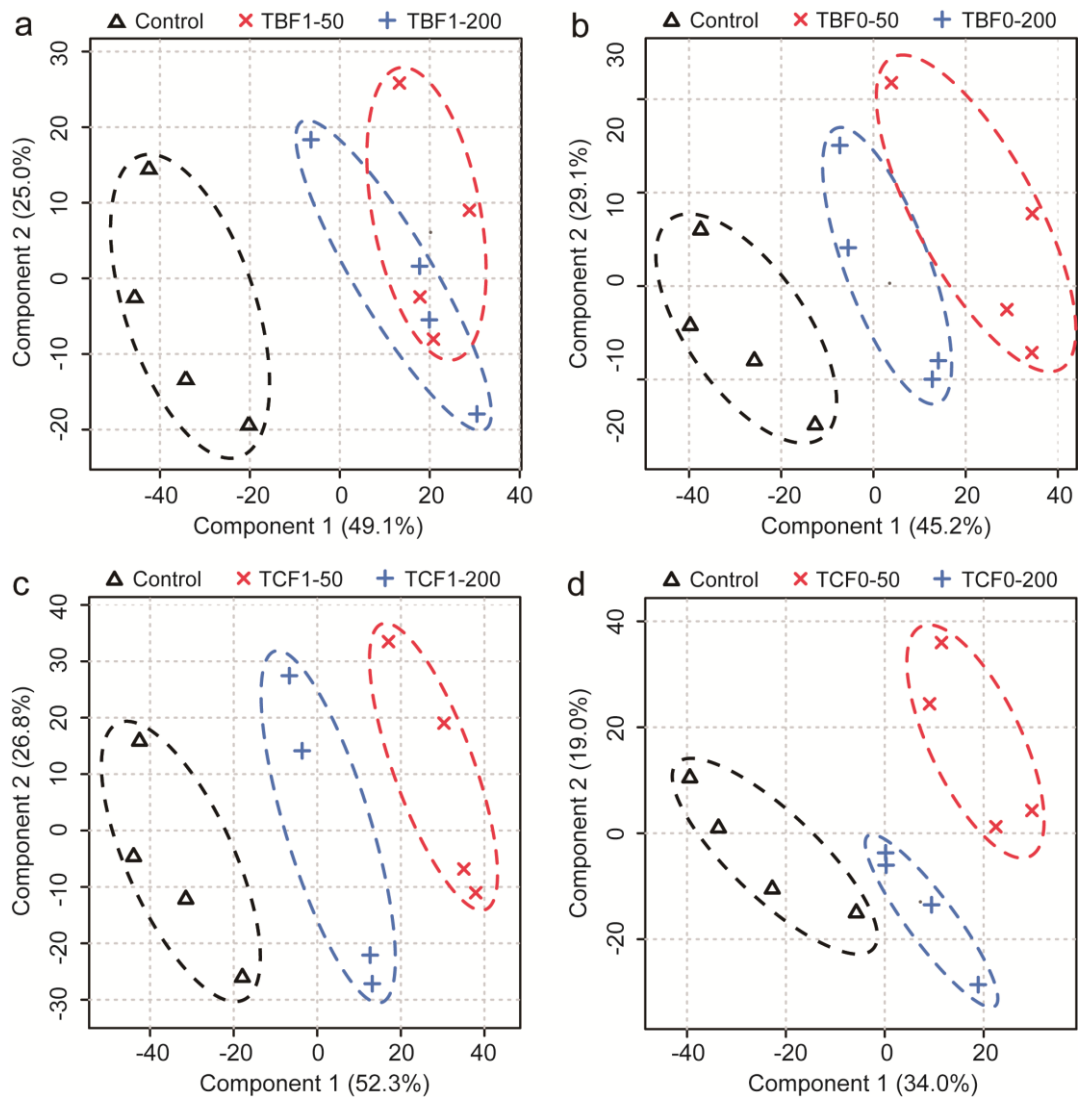 a Control TBF1-50 TBF1-200
30
20
10
0
-10
-20
Component 2 (25.0%)
-40 -20 0 20 40
Component 1 (49.1%)
b Control TBF0-50 TBF0-200
30
20
10
0
-10
-20
Component 2 (29.1%)
-40 -20 0 20 40
Component 1 (45.2%)
c Control TCF1-50 TCF1-200
40
30
20
10
0
-10
-20
-30
Component 2 (26.8%)
-40 -20 0 20 40
Component 1 (52.3%)
d Control TCF0-50 TCF0-200
40
20
0
-20
Component 2 (19.0%)
-40 -20 0 20
Component 1 (34.0%)